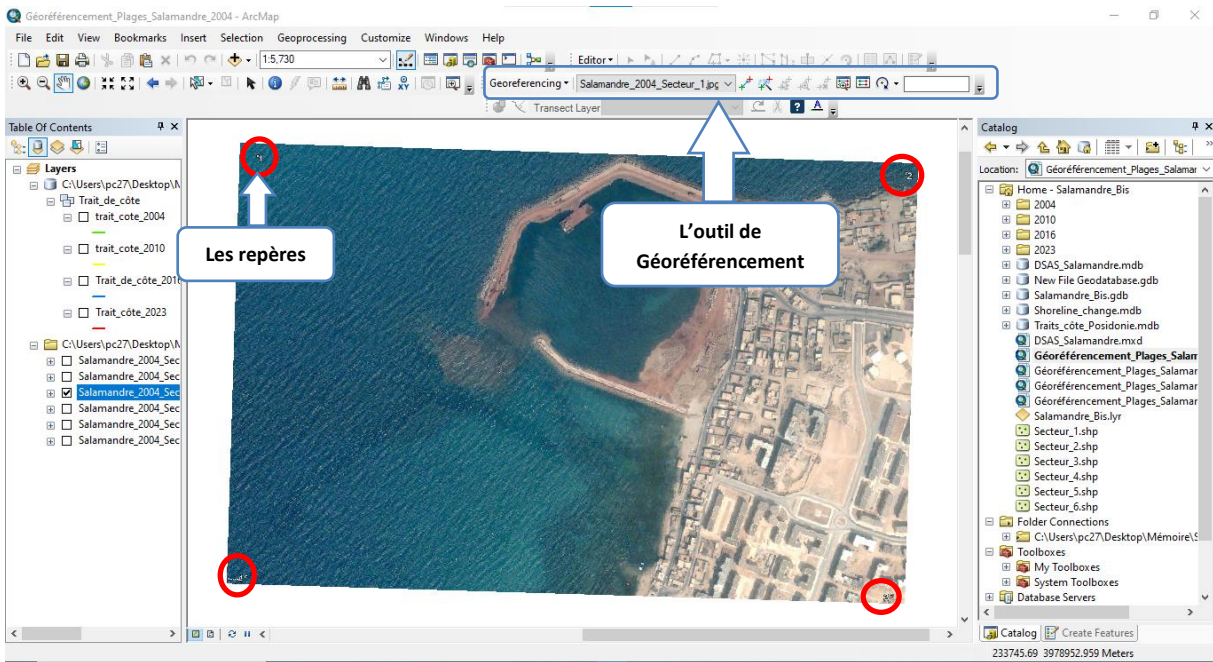 Géoréférencement_Plages_Salamandre_2004 - ArcMap
File Edit View Bookmarks Insert Selection Geoprocessing Customize Windows Help
1:5,730
Editor
Georeferencing Salamandre_2004_Secteur_1.jpg
Transect Layer
Table Of Contents
Layers
C:\Users\pc27\Desktop\M
Trait_de_côte
trait_cote_2004
trait_cote_2010
Trait_de_côte_2016
Trait_côte_2023
C:\Users\pc27\Desktop\M
Salamandre_2004_Sec
Salamandre_2004_Sec
Salamandre_2004_Sec
Salamandre_2004_Sec
Salamandre_2004_Sec
Salamandre_2004_Sec
Les repères
L'outil de
Géoréférencement
Catalog
Location: Géoréférencement_Plages_Salamar
Home - Salamandre_Bis
2004
2010
2016
2023
DSAS_Salamandre.mdb
New File Geodatabase.gdb
Salamandre_Bis.gdb
Shoreline_change.mdb
Traits_côte_Posidonie.mdb
DSAS_Salamandre.mxd
Géoréférencement_Plages_Salam
Géoréférencement_Plages_Salamar
Géoréférencement_Plages_Salamar
Géoréférencement_Plages_Salamar
Salamandre_Bis.lyr
Secteur_1.shp
Secteur_2.shp
Secteur_3.shp
Secteur_4.shp
Secteur_5.shp
Secteur_6.shp
Folder Connections
C:\Users\pc27\Desktop\Mémoire\S
Toolboxes
My Toolboxes
System Toolboxes
Database Servers
Catalog Create Features
233745.69 3978952.959 Meters